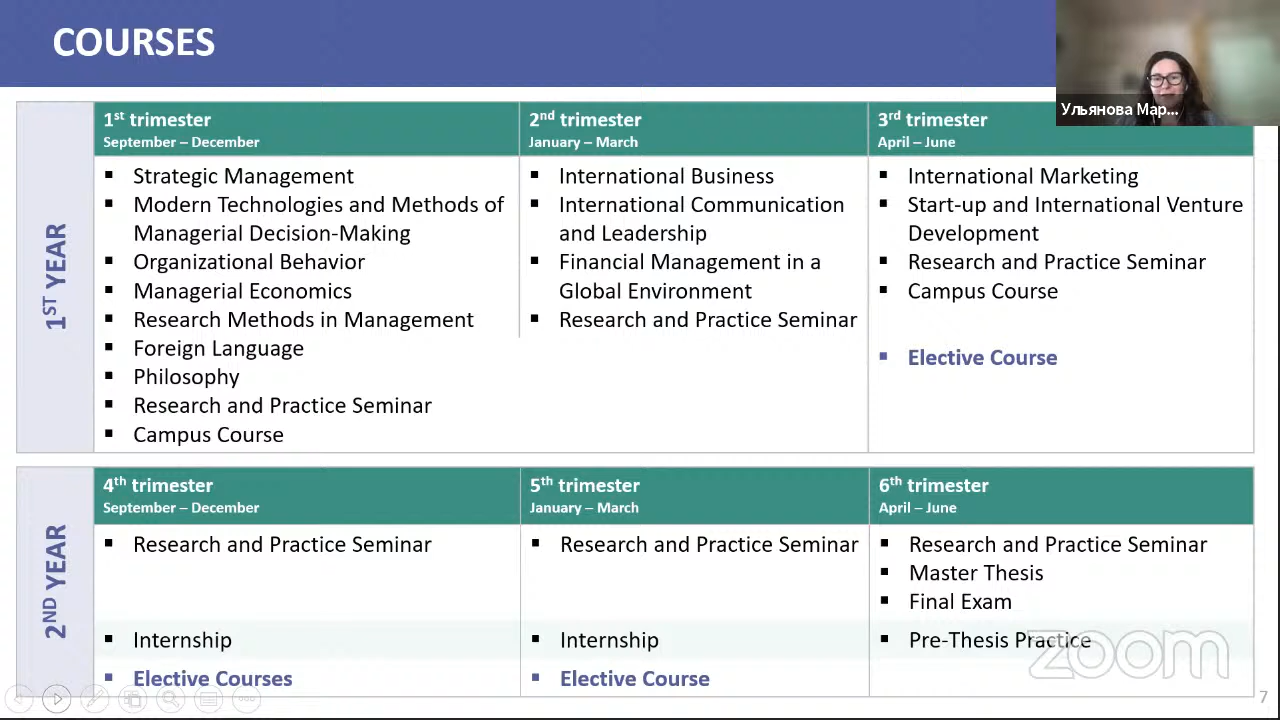 COURSES
Ульянова Мар...
1st trimester
September – December
Strategic Management
Modern Technologies and Methods of
Managerial Decision-Making
Organizational Behavior
Managerial Economics
Research Methods in Management
Foreign Language
Philosophy
Research and Practice Seminar
Campus Course
2nd trimester
January – March
International Business
International Communication
and Leadership
Financial Management in a
Global Environment
Research and Practice Seminar
3rd trimester
April – June
International Marketing
Start-up and International Venture
Development
Research and Practice Seminar
Campus Course
Elective Course
1ST YEAR
4th trimester
September – December
Research and Practice Seminar
Internship
Elective Courses
5th trimester
January – March
Research and Practice Seminar
Internship
Elective Course
6th trimester
April – June
Research and Practice Seminar
Master Thesis
Final Exam
Pre-Thesis Practice
2ND YEAR
zoom
7